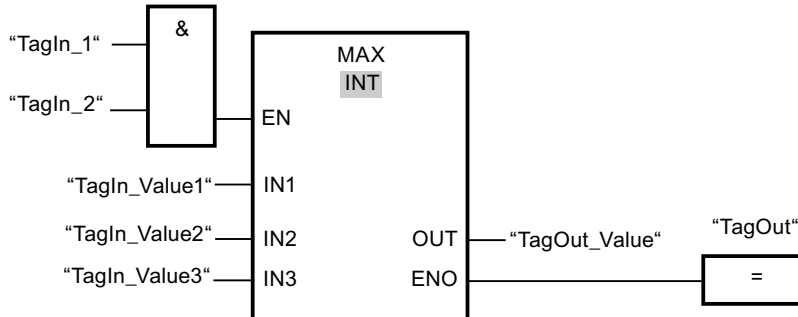 &
“TagIn_1“
MAX
INT
“TagIn_2“
EN
“TagIn_Value1“ IN1
“TagIn_Value2“ IN2 OUT “TagOut_Value“ “TagOut“
“TagIn_Value3“ IN3 ENO =